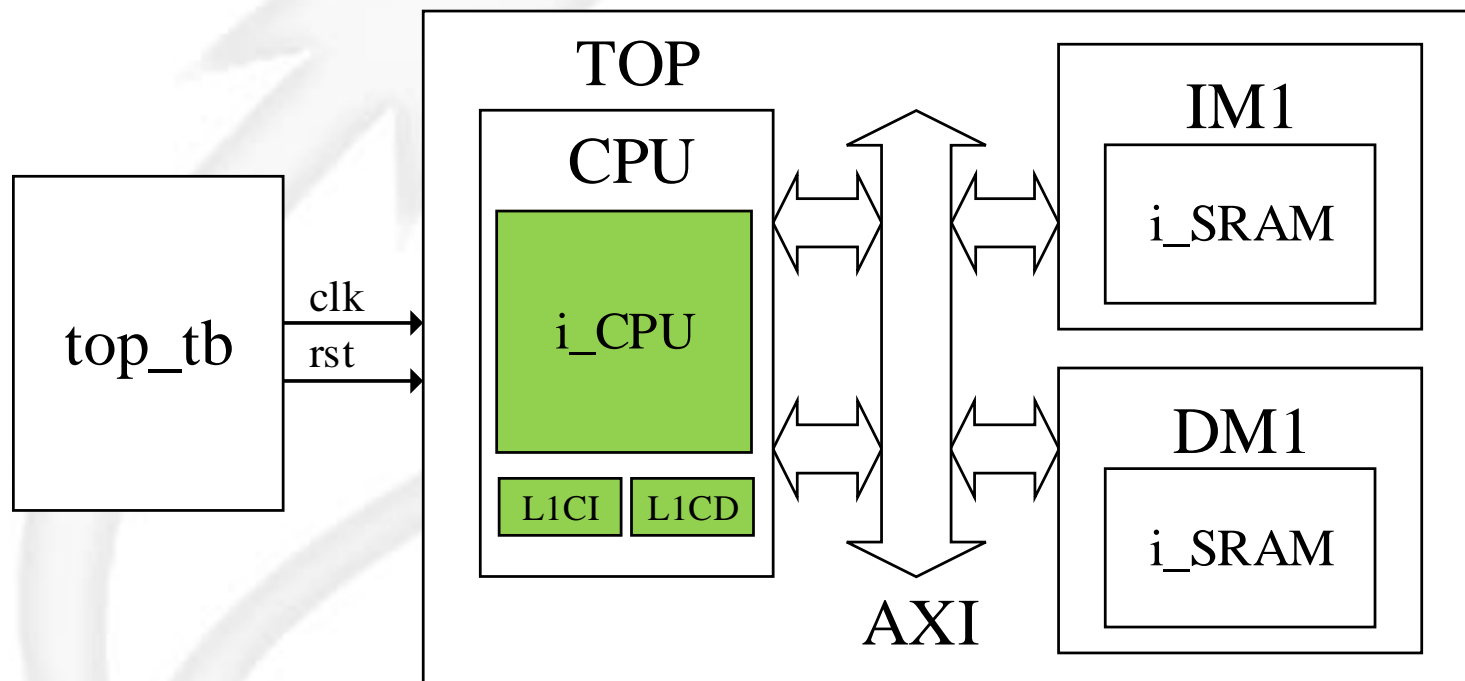 top_tb
clk
rst
TOP
CPU
i_CPU
L1CI
L1CD
AXI
IM1
i_SRAM
DM1
i_SRAM